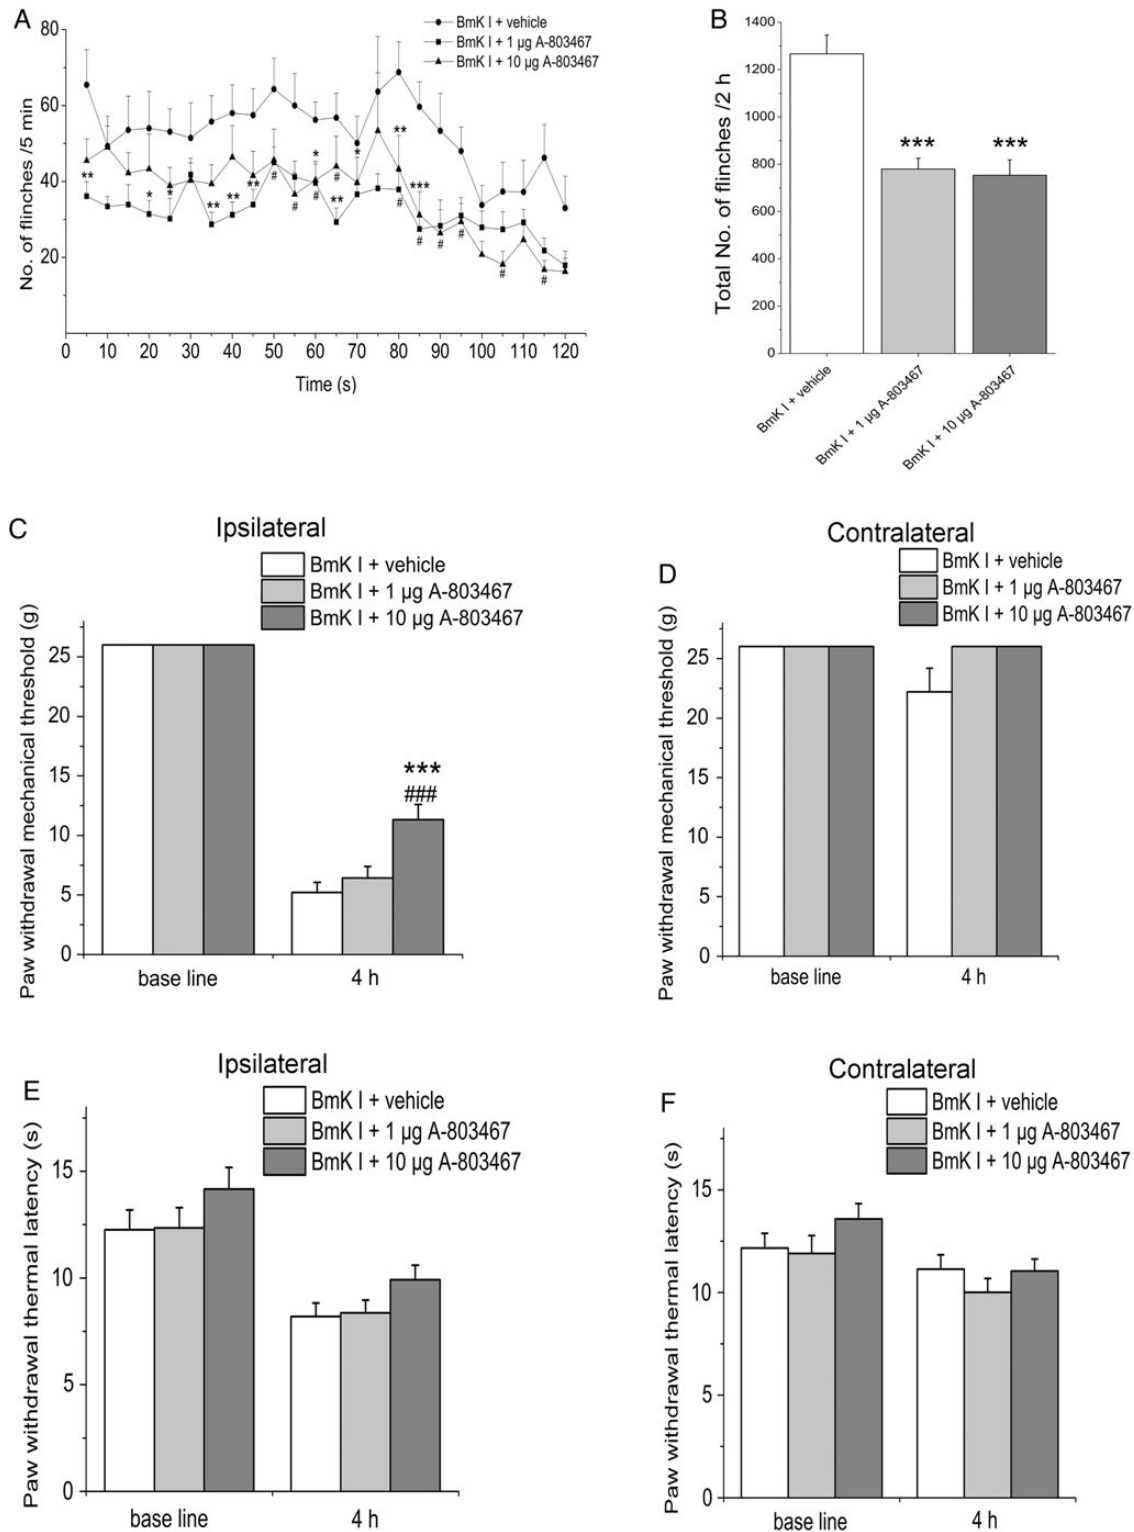 A
BmK I + vehicle
BmK I + 1 µg A-803467
BmK I + 10 µg A-803467
No. of flinches /5 min
80
60
40
20
** * * ** ** ** # # * # # ** * ** # *** # # # # #
0 10 20 30 40 50 60 70 80 90 100 110 120
Time (s)
B
Total No. of flinches /2 h
1400
1200
1000
800
600
400
200
0
*** ***
BmK I + vehicle
BmK I + 1 µg A-803467
BmK I + 10 µg A-803467
C
Ipsilateral
BmK I + vehicle
BmK I + 1 µg A-803467
BmK I + 10 µg A-803467
Paw withdrawal mechanical threshold (g)
25
20
15
10
5
0
***
###
base line 4 h
D
Contralateral
BmK I + vehicle
BmK I + 1 µg A-803467
BmK I + 10 µg A-803467
Paw withdrawal mechanical threshold (g)
25
20
15
10
5
0
base line 4 h
E
Ipsilateral
BmK I + vehicle
BmK I + 1 µg A-803467
BmK I + 10 µg A-803467
Paw withdrawal thermal latency (s)
15
10
5
0
base line 4 h
F
Contralateral
BmK I + vehicle
BmK I + 1 µg A-803467
BmK I + 10 µg A-803467
Paw withdrawal thermal latency (s)
15
10
5
0
base line 4 h